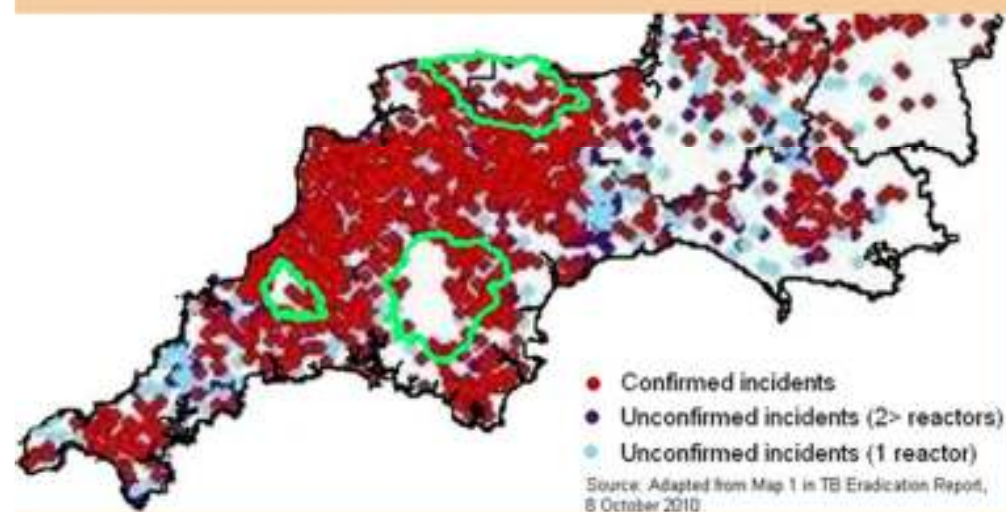 Confirmed incidents
Unconfirmed incidents (2> reactors)
Unconfirmed incidents (1 reactor)
Source: Adapted from Map 1 in TB Eradication Report,
8 October 2010